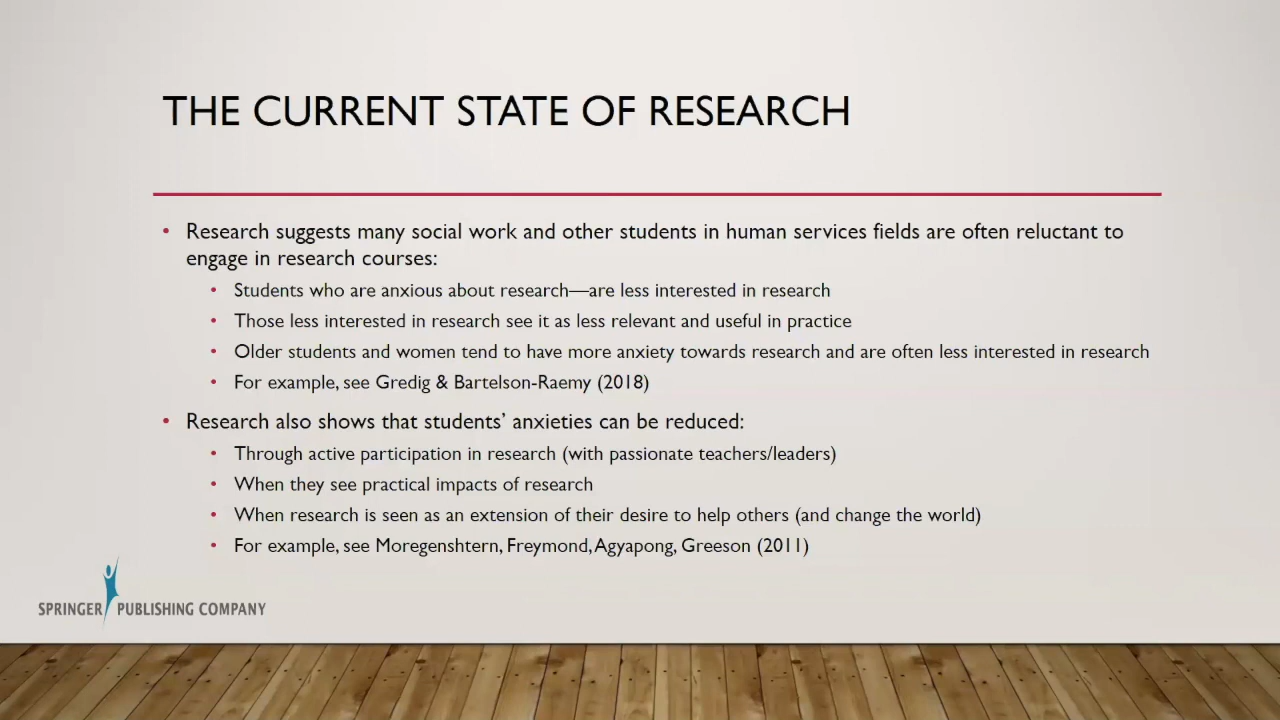 THE CURRENT STATE OF RESEARCH
• Research suggests many social work and other students in human services fields are often reluctant to
engage in research courses:
• Students who are anxious about research—are less interested in research
• Those less interested in research see it as less relevant and useful in practice
• Older students and women tend to have more anxiety towards research and are often less interested in research
• For example, see Gredig & Bartelson-Raemy (2018)
• Research also shows that students’ anxieties can be reduced:
• Through active participation in research (with passionate teachers/leaders)
• When they see practical impacts of research
• When research is seen as an extension of their desire to help others (and change the world)
• For example, see Moregenshtern, Freymond, Agyapong, Greeson (2011)
SPRINGER PUBLISHING COMPANY